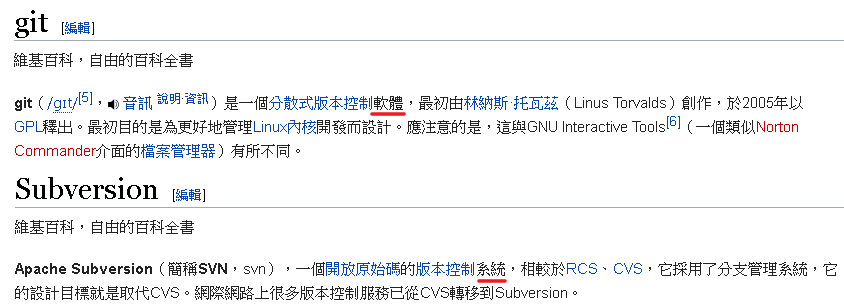 git [編輯]
維基百科，自由的百科全書
git（/ɡɪt/[5]，音訊 說明·資訊）是一個分散式版本控制軟體，最初由林納斯·托瓦茲（Linus Torvalds）創作，於2005年以
GPL釋出。最初目的是為更好地管理Linux內核開發而設計。應注意的是，這與GNU Interactive Tools[6]（一個類似Norton
Commander介面的檔案管理器）有所不同。
Subversion [編輯]
維基百科，自由的百科全書
Apache Subversion（簡稱SVN，svn），一個開放原始碼的版本控制系統，相較於RCS、CVS，它採用了分支管理系統，它
的設計目標就是取代CVS。網際網路上很多版本控制服務已從CVS轉移到Subversion。